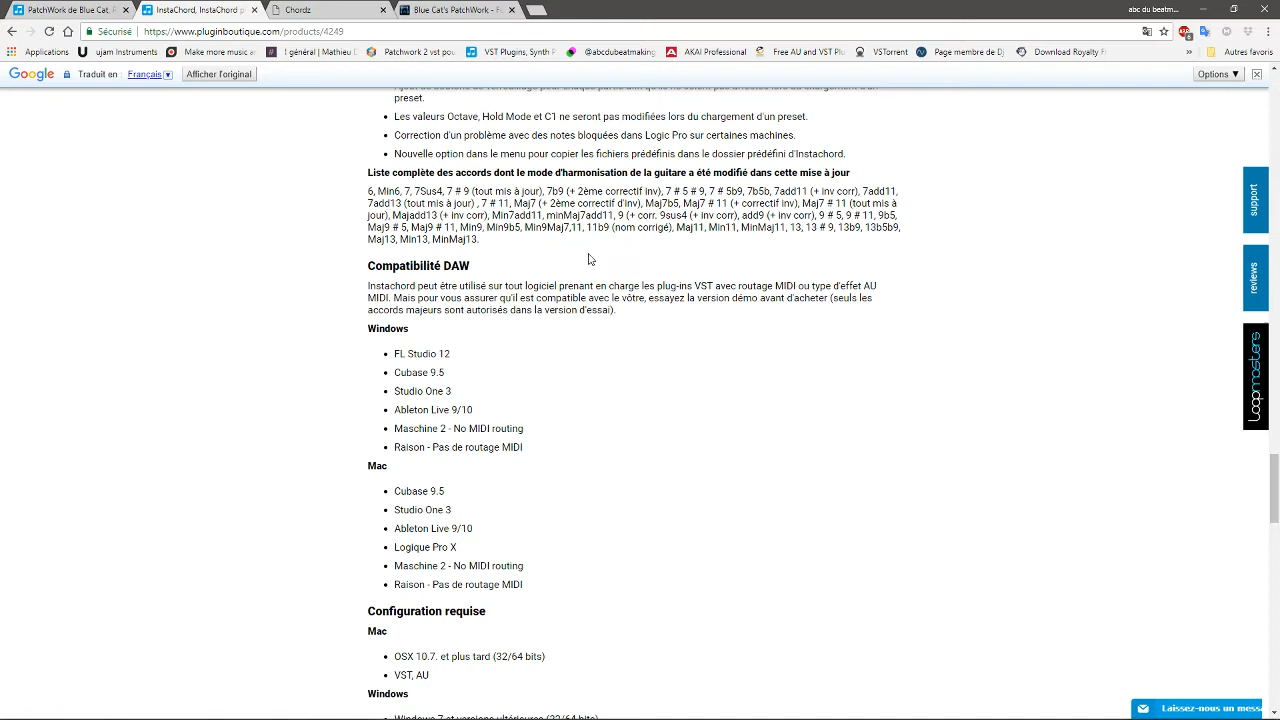 PatchWork de Blue Cat, F
InstaChord, InstaChord p
Chordz
Blue Cat's PatchWork - Fo
abc du beatm...
Sécurisé
https://www.pluginboutique.com/products/4249
Applications
ujam Instruments
Make more music ar
! général | Mathieu D
Patchwork 2 vst pou
VST Plugins, Synth P
@abcdubeatmaking
AKAI Professional
Free AU and VST Plu
VSTorrent
Page membre de D
Download Royalty F
»
Autres favoris
Google
Traduit en :
Français
Afficher l'original
Options ▼
preset.
• Les valeurs Octave, Hold Mode et C1 ne seront pas modifiées lors du chargement d'un preset.
• Correction d'un problème avec des notes bloquées dans Logic Pro sur certaines machines.
• Nouvelle option dans le menu pour copier les fichiers prédéfinis dans le dossier prédéfini d'Instachord.
Liste complète des accords dont le mode d'harmonisation de la guitare a été modifié dans cette mise à jour
6, Min6, 7, 7Sus4, 7 # 9 (tout mis à jour), 7b9 (+ 2ème correctif inv), 7 # 5 # 9, 7 # 5b9, 7b5b, 7add11 (+ inv corr), 7add11,
7add13 (tout mis à jour) , 7 # 11, Maj7 (+ 2ème correctif d'inv), Maj7b5, Maj7 # 11 (+ correctif inv), Maj7 # 11 (tout mis à
jour), Majadd13 (+ inv corr), Min7add11, minMaj7add11, 9 (+ corr. 9sus4 (+ inv corr), add9 (+ inv corr), 9 # 5, 9 # 11, 9b5,
Maj9 # 5, Maj9 # 11, Min9, Min9b5, Min9Maj7,11, 11b9 (nom corrigé), Maj11, Min11, MinMaj11, 13, 13 # 9, 13b9, 13b5b9,
Maj13, Min13, MinMaj13.
Compatibilité DAW
Instachord peut être utilisé sur tout logiciel prenant en charge les plug-ins VST avec routage MIDI ou type d'effet AU
MIDI. Mais pour vous assurer qu'il est compatible avec le vôtre, essayez la version démo avant d'acheter (seuls les
accords majeurs sont autorisés dans la version d'essai).
Windows
• FL Studio 12
• Cubase 9.5
• Studio One 3
• Ableton Live 9/10
• Maschine 2 - No MIDI routing
• Raison - Pas de routage MIDI
Mac
• Cubase 9.5
• Studio One 3
• Ableton Live 9/10
• Logique Pro X
• Maschine 2 - No MIDI routing
• Raison - Pas de routage MIDI
Configuration requise
Mac
• OSX 10.7. et plus tard (32/64 bits)
• VST, AU
Windows
support
reviews
loopmasters
Laissez-nous un mess